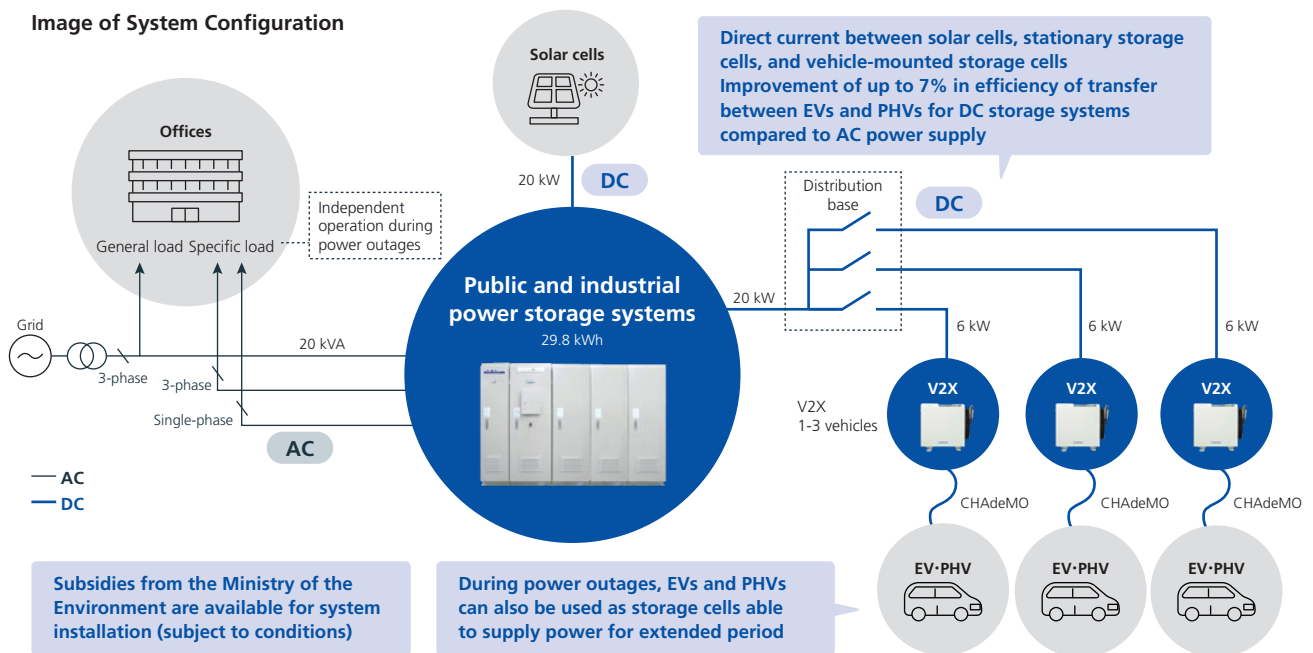 Image of System Configuration
Solar cells
Direct current between solar cells, stationary storage
cells, and vehicle-mounted storage cells
Improvement of up to 7% in efficiency of transfer
between EVs and PHVs for DC storage systems
compared to AC power supply
Offices
General load Specific load
Independent
operation during
power outages
20 kW
DC
Distribution
base
DC
Public and industrial
power storage systems
29.8 kWh
20 kW
6 kW
6 kW
6 kW
Grid
20 kVA
3-phase
3-phase
Single-phase
AC
V2X
1-3 vehicles
V2X
V2X
V2X
AC
DC
CHAdeMO
CHAdeMO
CHAdeMO
EV·PHV
EV·PHV
EV·PHV
Subsidies from the Ministry of the
Environment are available for system
installation (subject to conditions)
During power outages, EVs and PHVs
can also be used as storage cells able
to supply power for extended period